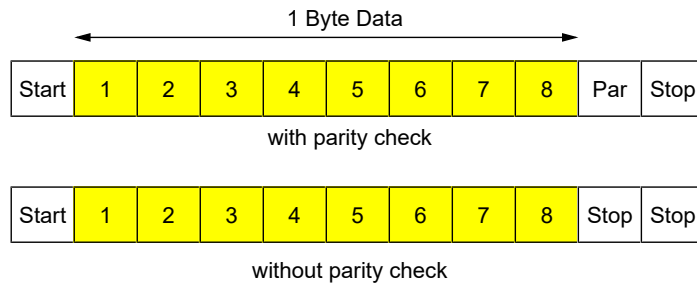 1 Byte Data
Start 1 2 3 4 5 6 7 8 Par Stop
with parity check
Start 1 2 3 4 5 6 7 8 Stop Stop
without parity check